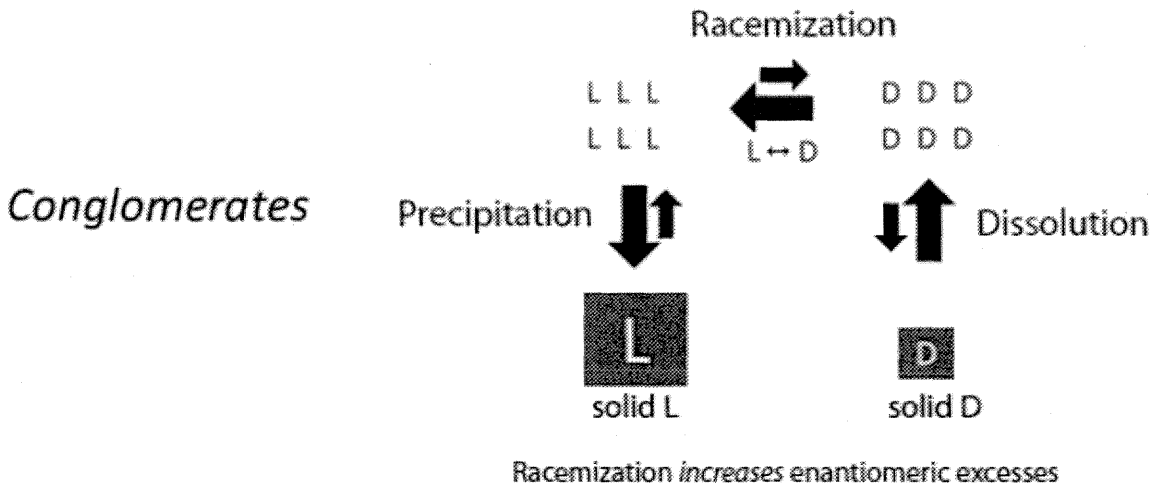 Racemization
L L L
D D D
L L L
D D D
L ↔ D
Conglomerates
Precipitation
Dissolution
L
D
solid L
solid D
Racemization increases enantiomeric excesses